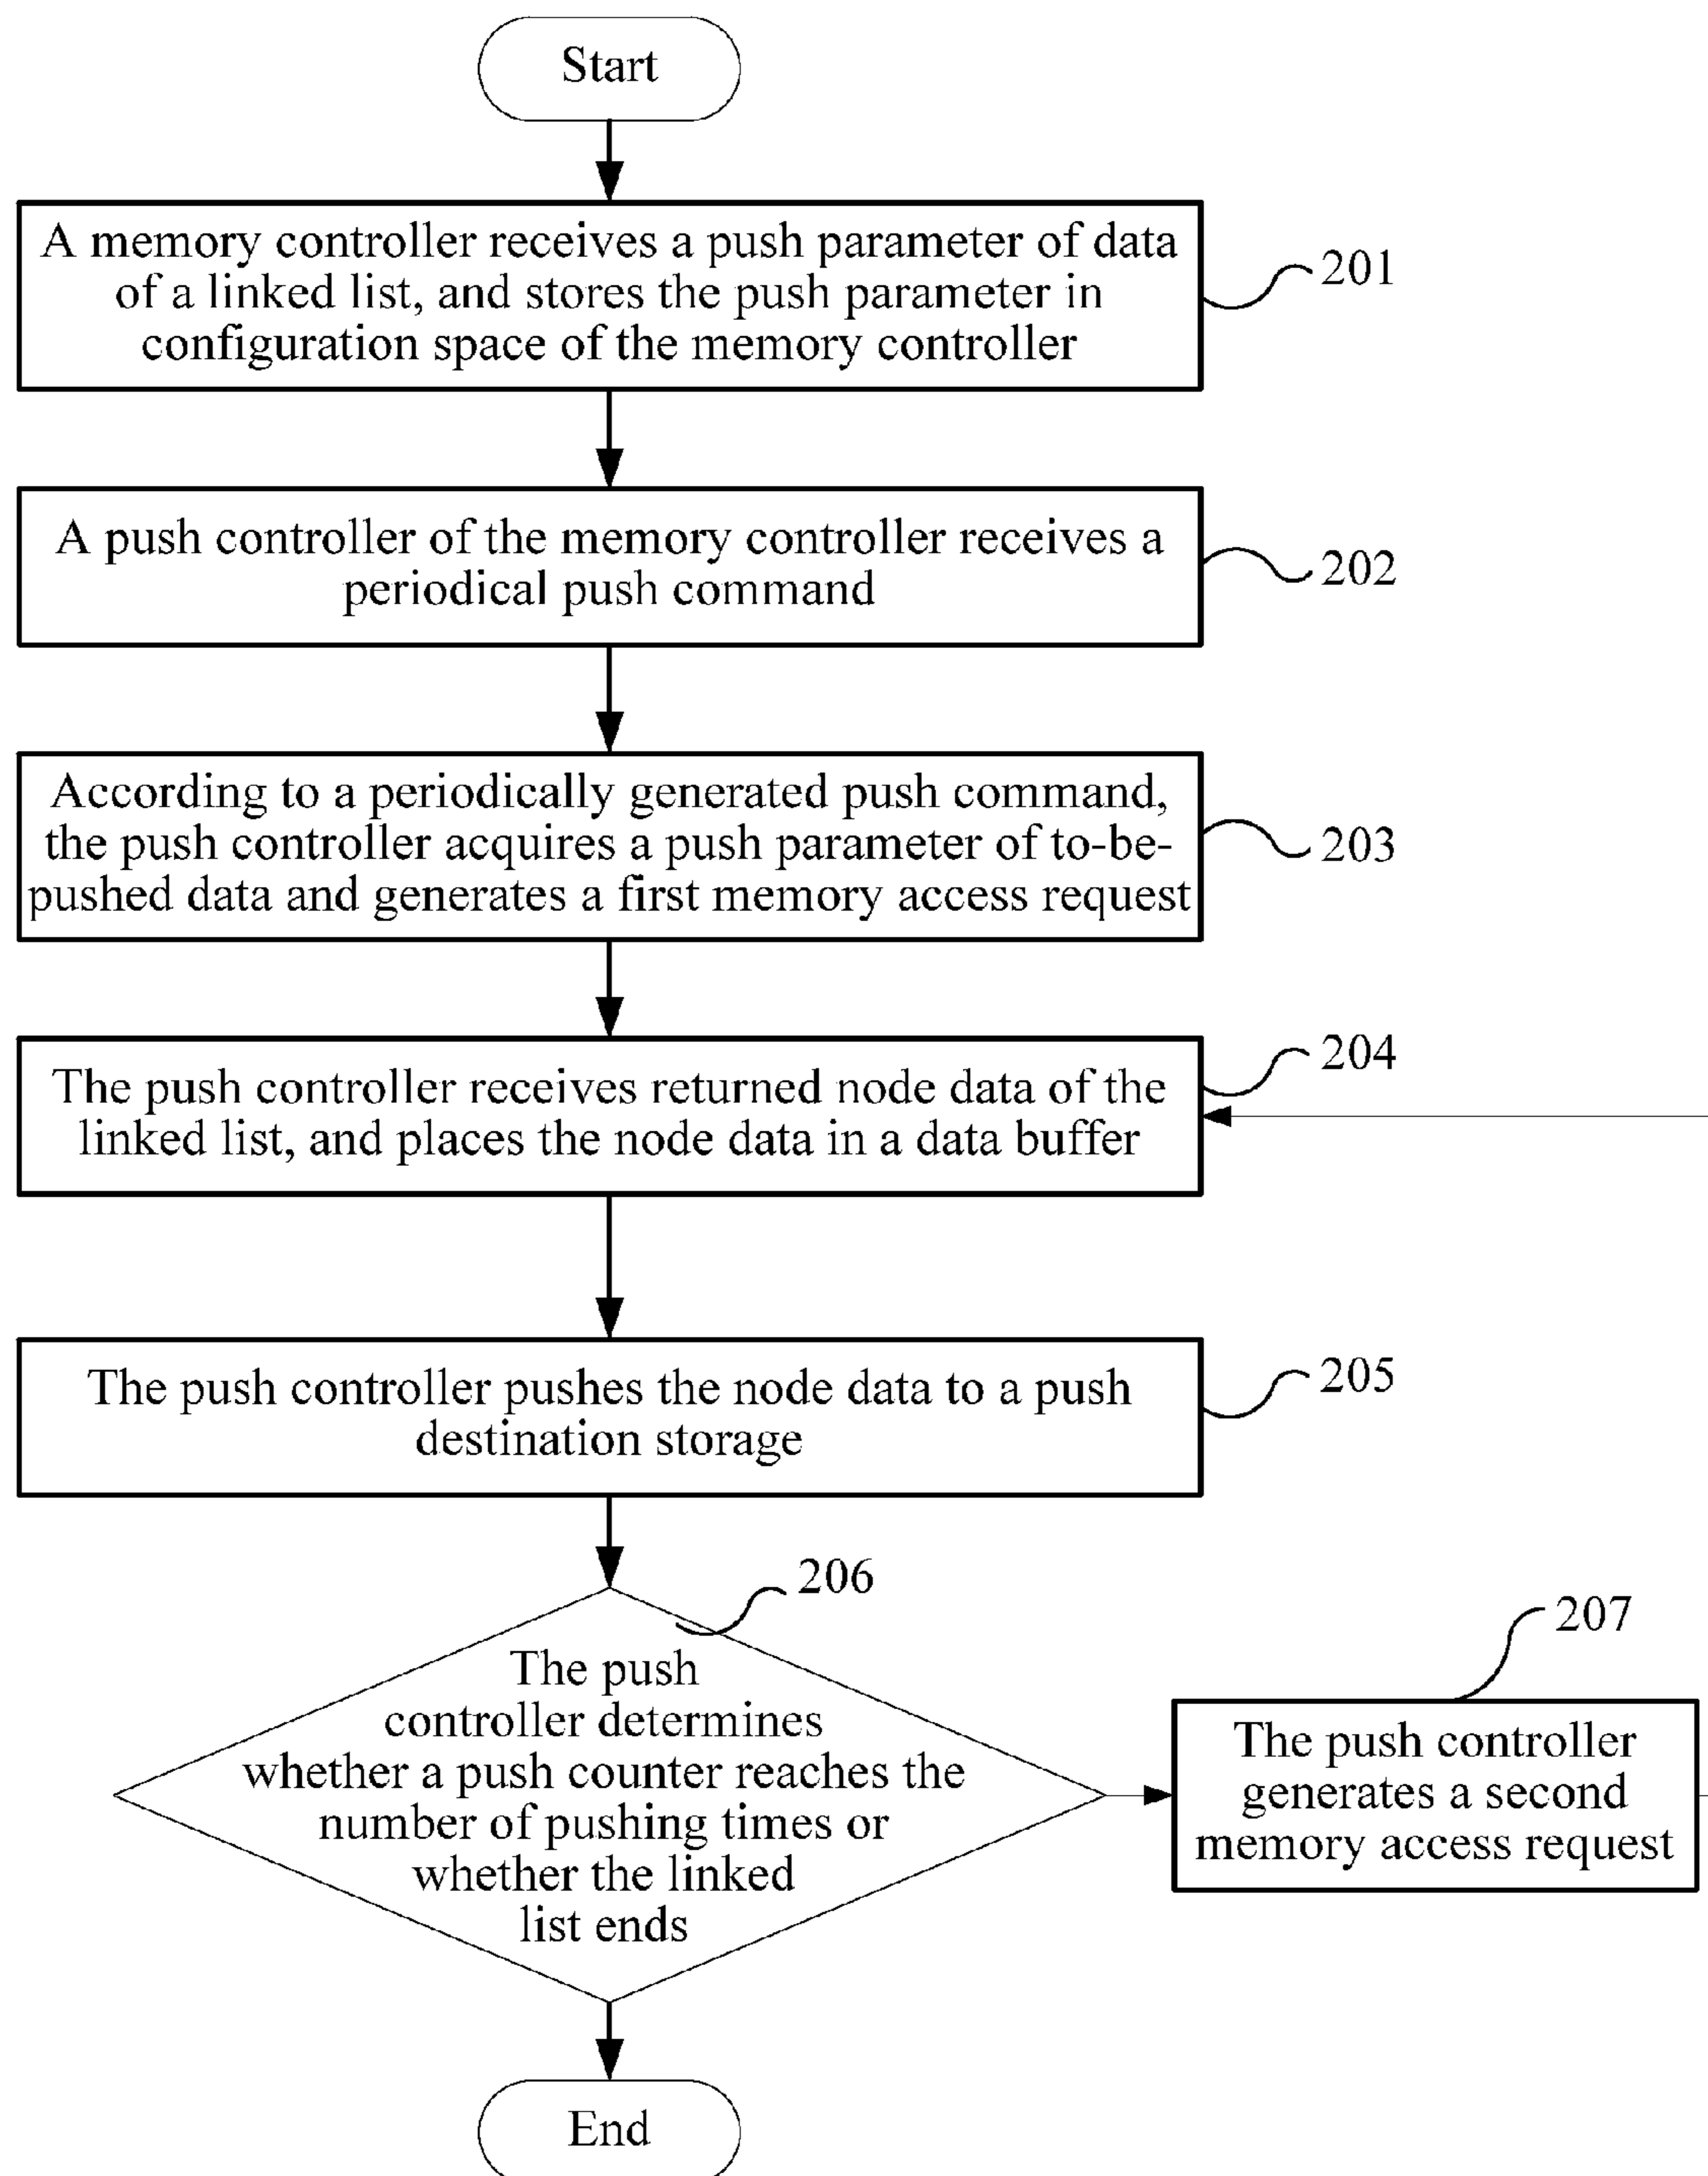 Start
A memory controller receives a push parameter of data
of a linked list, and stores the push parameter in
configuration space of the memory controller
201
A push controller of the memory controller receives a
periodical push command
202
According to a periodically generated push command,
the push controller acquires a push parameter of to-be-
pushed data and generates a first memory access request
203
The push controller receives returned node data of the
linked list, and places the node data in a data buffer
204
The push controller pushes the node data to a push
destination storage
205
The push
controller determines
whether a push counter reaches the
number of pushing times or
whether the linked
list ends
206
The push controller
generates a second
memory access request
207
End